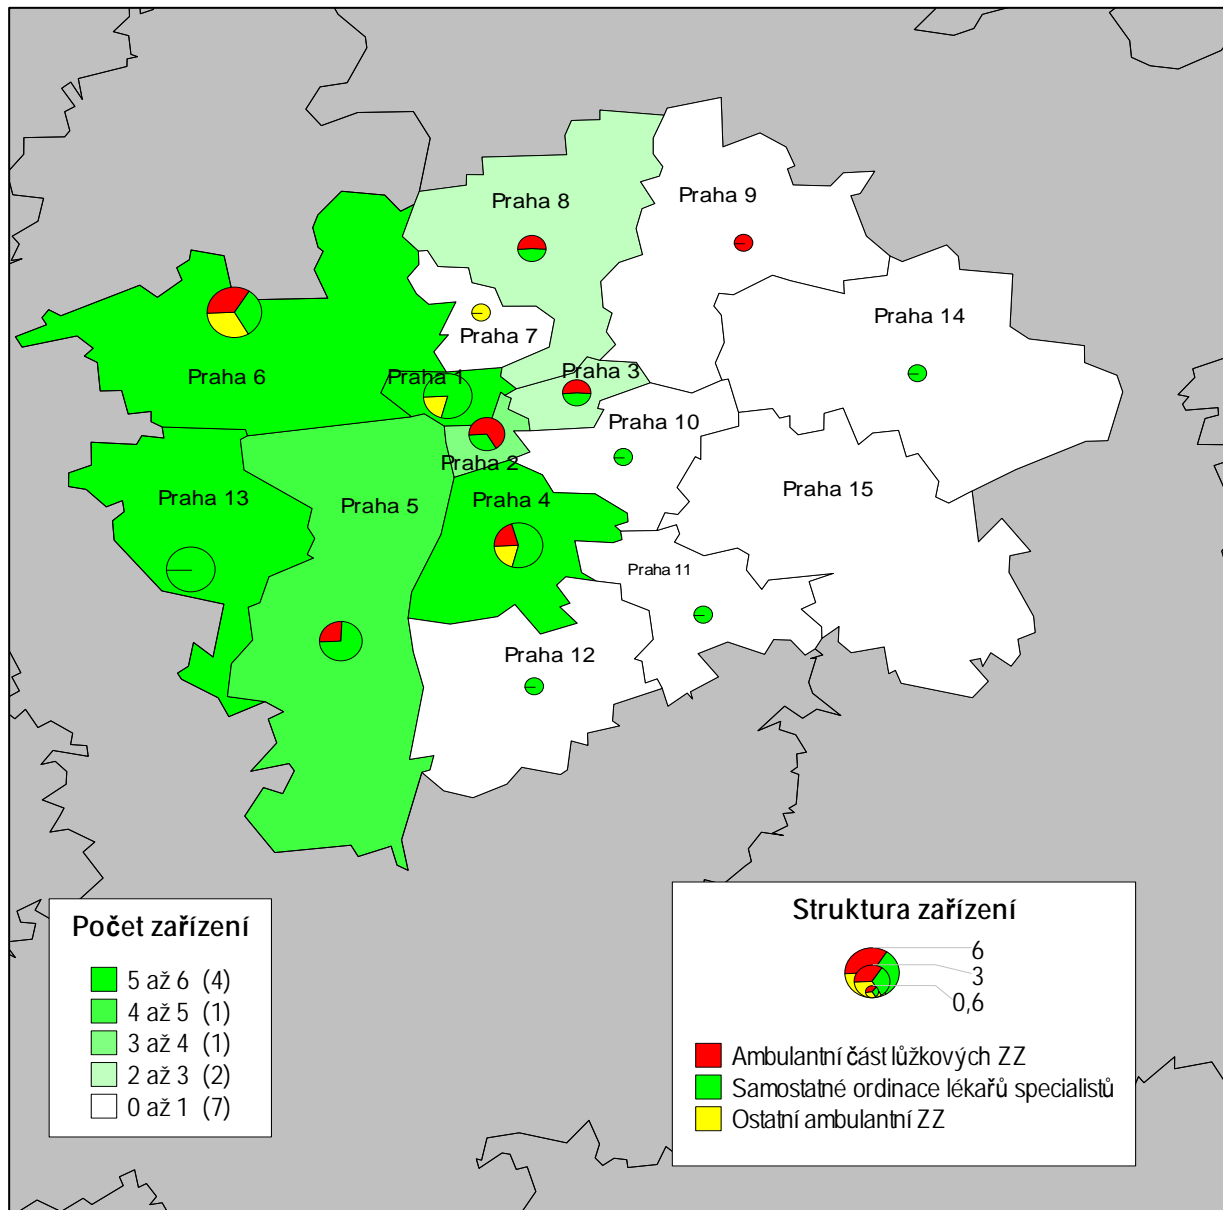 Praha 8
Praha 9
Praha 14
Praha 7
Praha 3
Praha 6
Praha 1
Praha 10
Praha 2
Praha 15
Praha 13
Praha 5
Praha 4
Praha 11
Praha 12
Počet zařízení
5 až 6 (4)
4 až 5 (1)
3 až 4 (1)
2 až 3 (2)
0 až 1 (7)
Struktura zařízení
6
3
0,6
Ambulantní část lůžkových ZZ
Samostatné ordinace lékařů specialistů
Ostatní ambulantní ZZ